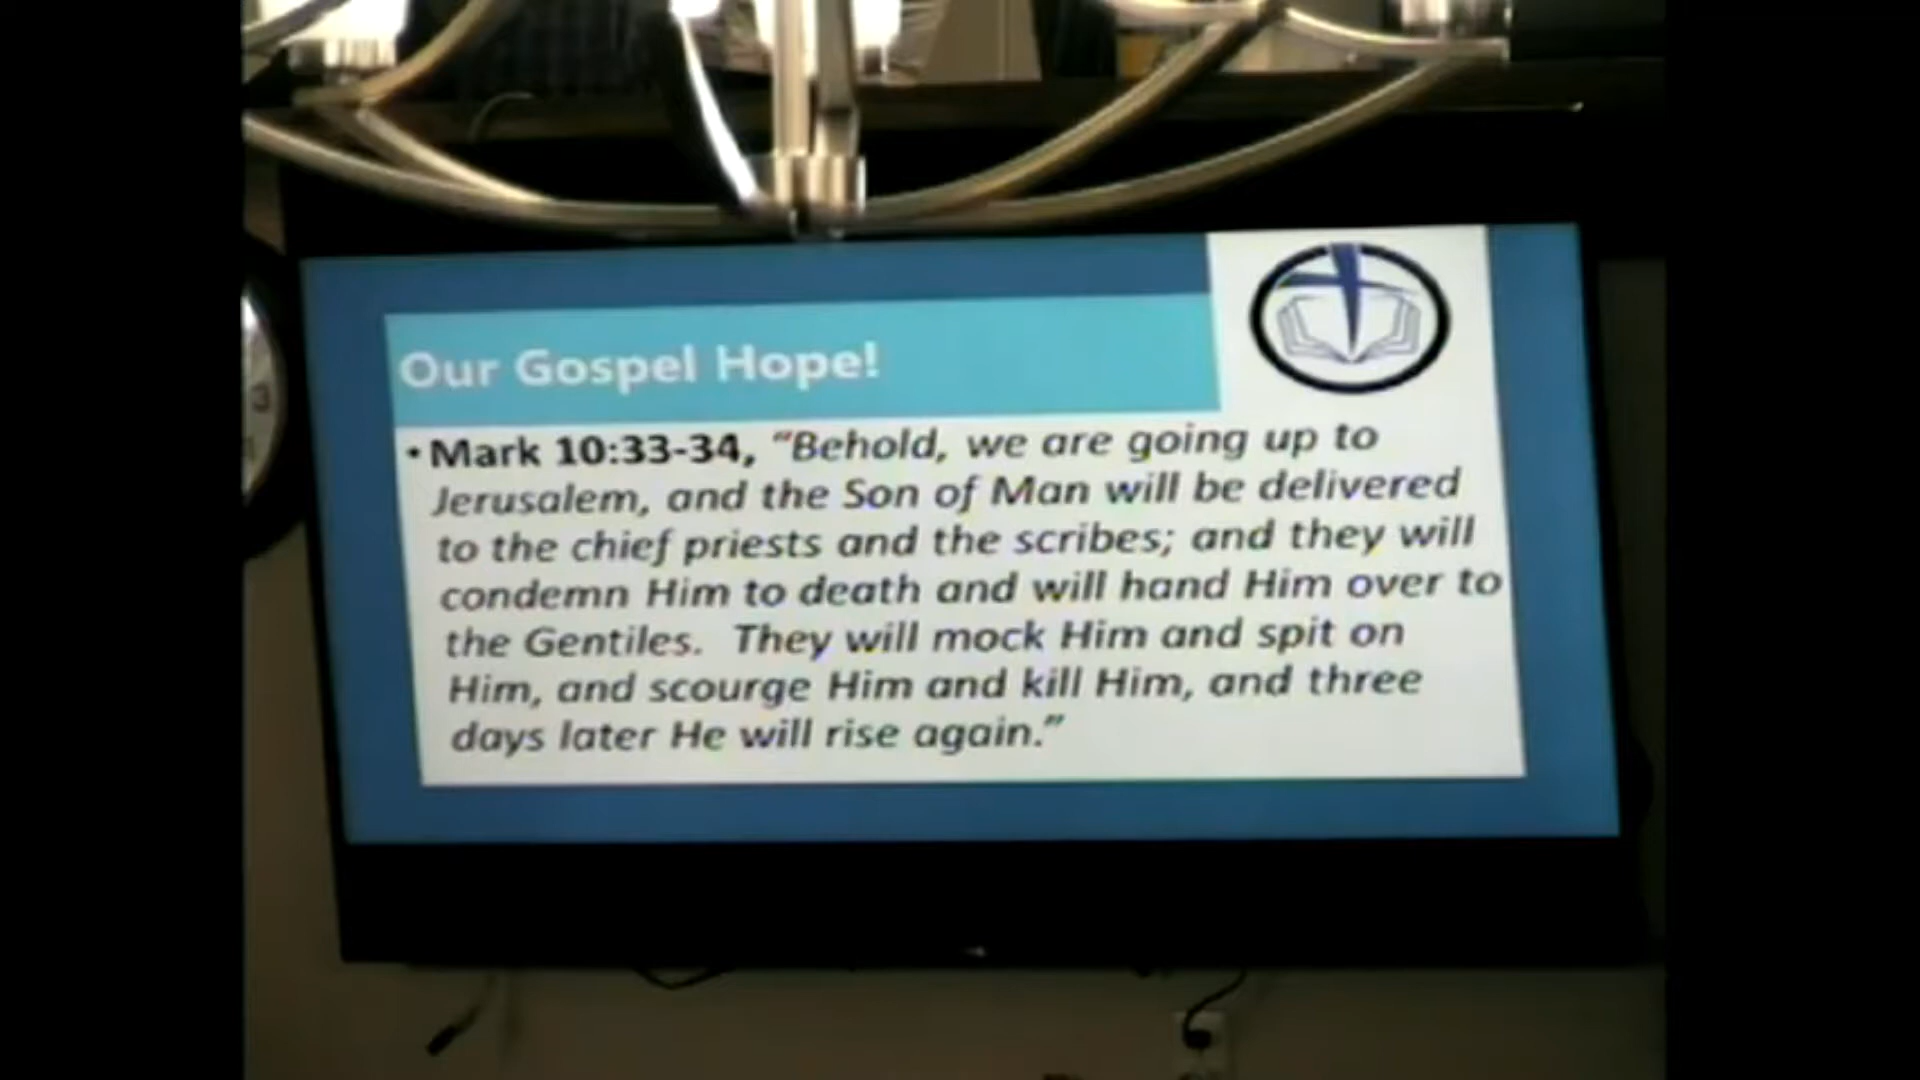 Our Gospel Hope!
• Mark 10:33-34, “Behold, we are going up to
Jerusalem, and the Son of Man will be delivered
to the chief priests and the scribes; and they will
condemn Him to death and will hand Him over to
the Gentiles.  They will mock Him and spit on
Him, and scourge Him and kill Him, and three
days later He will rise again.”
3